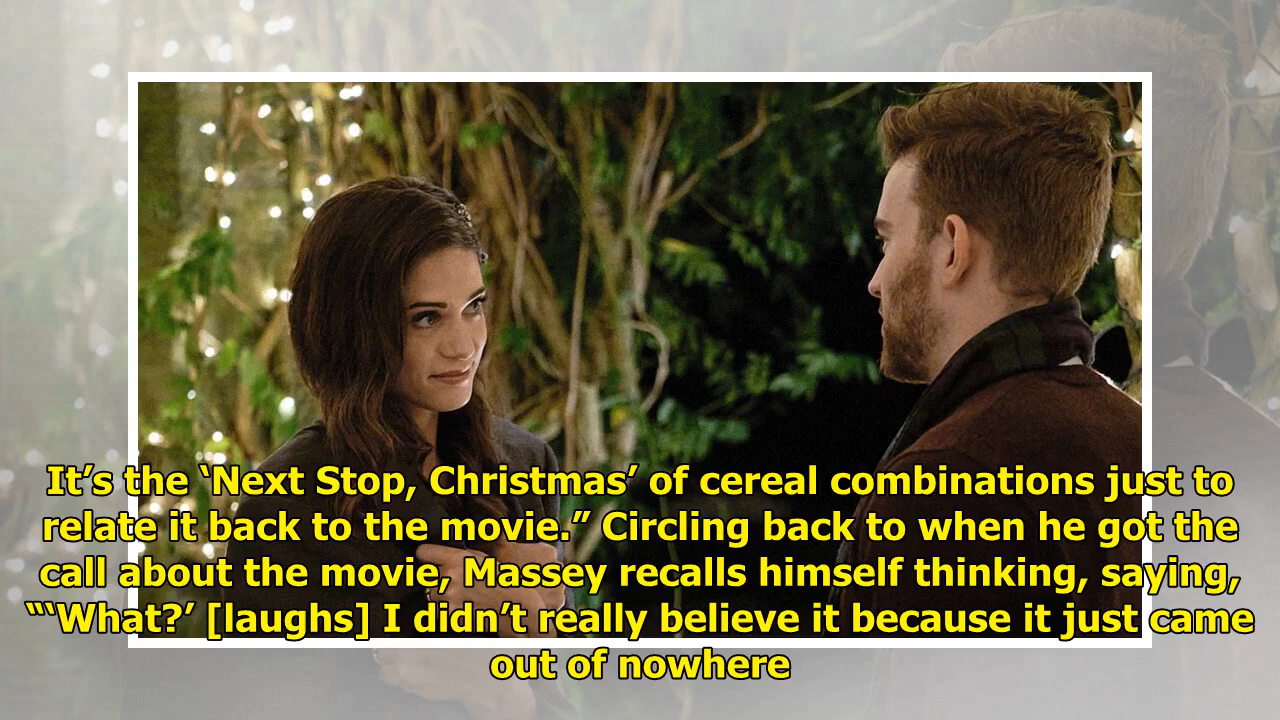 It’s the ‘Next Stop, Christmas’ of cereal combinations just to
relate it back to the movie.” Circling back to when he got the
call about the movie, Massey recalls himself thinking, saying,
“‘What?’ [laughs] I didn’t really believe it because it just came
out of nowhere